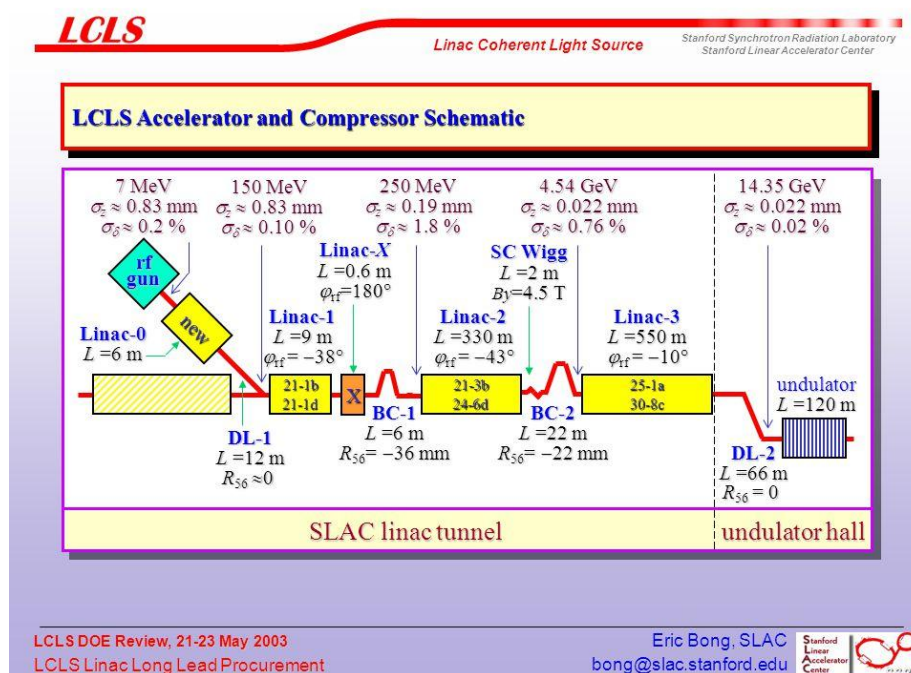 LCLS
Linac Coherent Light Source
Stanford Synchrotron Radiation Laboratory
Stanford Linear Accelerator Center
LCLS Accelerator and Compressor Schematic
7 MeV
σz ≈ 0.83 mm
σδ ≈ 0.2 %
150 MeV
σz ≈ 0.83 mm
σδ ≈ 0.10 %
250 MeV
σz ≈ 0.19 mm
σδ ≈ 1.8 %
4.54 GeV
σz ≈ 0.022 mm
σδ ≈ 0.76 %
14.35 GeV
σz ≈ 0.022 mm
σδ ≈ 0.02 %
rf
gun
new
Linac-0
L =6 m
Linac-1
L =9 m
φrf = −38°
Linac-X
L =0.6 m
φrf=180°
Linac-2
L =330 m
φrf = −43°
SC Wigg
L =2 m
By=4.5 T
Linac-3
L =550 m
φrf = −10°
21-1b
21-1d
X
21-3b
24-6d
25-1a
30-8c
undulator
L =120 m
DL-1
L =12 m
R56 ≈0
BC-1
L =6 m
R56= −36 mm
BC-2
L =22 m
R56= −22 mm
DL-2
L =66 m
R56 = 0
SLAC linac tunnel
undulator hall
LCLS DOE Review, 21-23 May 2003
LCLS Linac Long Lead Procurement
Eric Bong, SLAC
bong@slac.stanford.edu
Stanford
Linear
Accelerator
Center